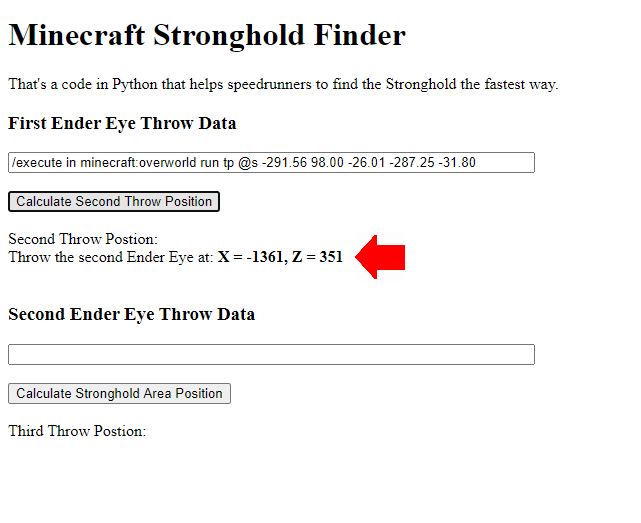 Minecraft Stronghold Finder
That's a code in Python that helps speedrunners to find the Stronghold the fastest way.
First Ender Eye Throw Data
/execute in minecraft:overworld run tp @s -291.56 98.00 -26.01 -287.25 -31.80
Calculate Second Throw Position
Second Throw Postion:
Throw the second Ender Eye at: X = -1361, Z = 351
Second Ender Eye Throw Data
Calculate Stronghold Area Position
Third Throw Postion: